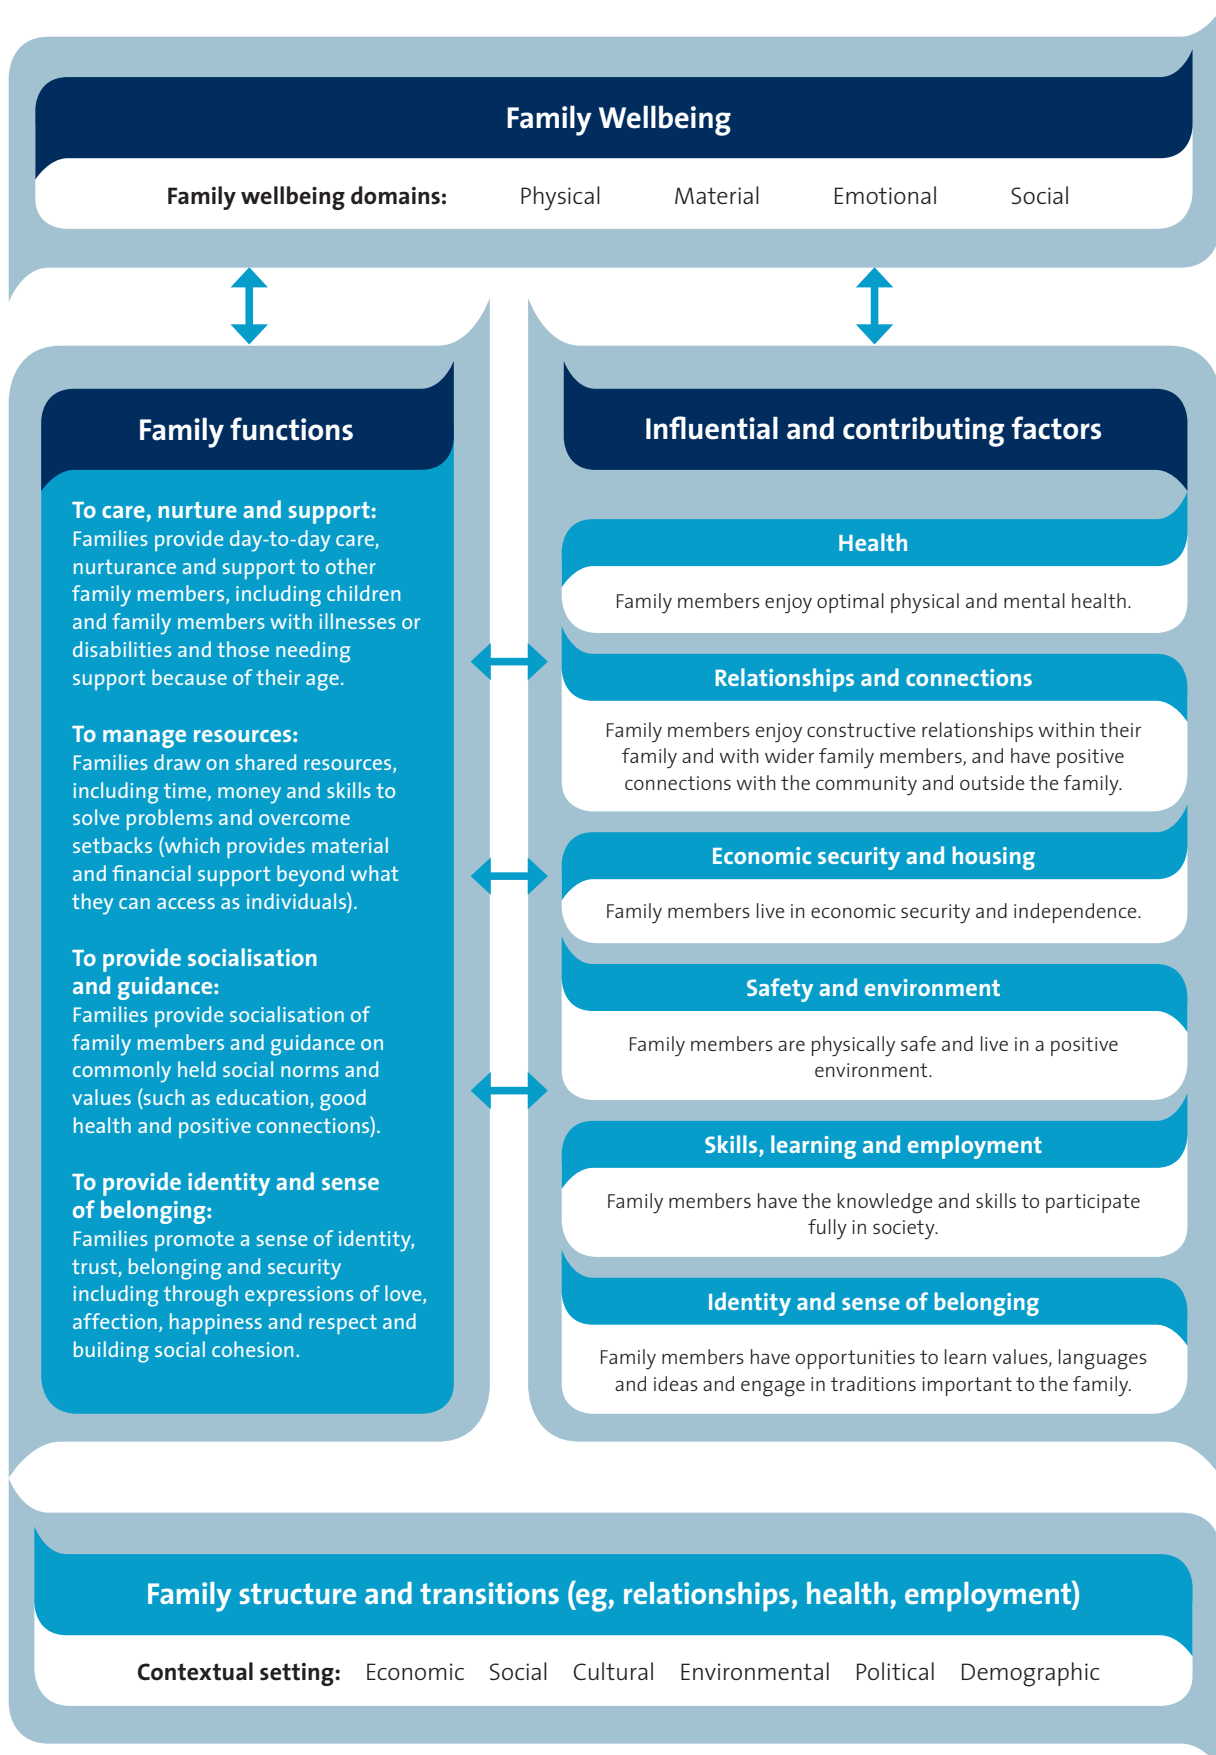 Family Wellbeing
Family wellbeing domains: Physical Material Emotional Social
Family functions
To care, nurture and support:
Families provide day-to-day care,
nurturance and support to other
family members, including children
and family members with illnesses or
disabilities and those needing
support because of their age.
To manage resources:
Families draw on shared resources,
including time, money and skills to
solve problems and overcome
setbacks (which provides material
and financial support beyond what
they can access as individuals).
To provide socialisation
and guidance:
Families provide socialisation of
family members and guidance on
commonly held social norms and
values (such as education, good
health and positive connections).
To provide identity and sense
of belonging:
Families promote a sense of identity,
trust, belonging and security
including through expressions of love,
affection, happiness and respect and
building social cohesion.
Influential and contributing factors
Health
Family members enjoy optimal physical and mental health.
Relationships and connections
Family members enjoy constructive relationships within their
family and with wider family members, and have positive
connections with the community and outside the family.
Economic security and housing
Family members live in economic security and independence.
Safety and environment
Family members are physically safe and live in a positive
environment.
Skills, learning and employment
Family members have the knowledge and skills to participate
fully in society.
Identity and sense of belonging
Family members have opportunities to learn values, languages
and ideas and engage in traditions important to the family.
Family structure and transitions (eg, relationships, health, employment)
Contextual setting: Economic Social Cultural Environmental Political Demographic